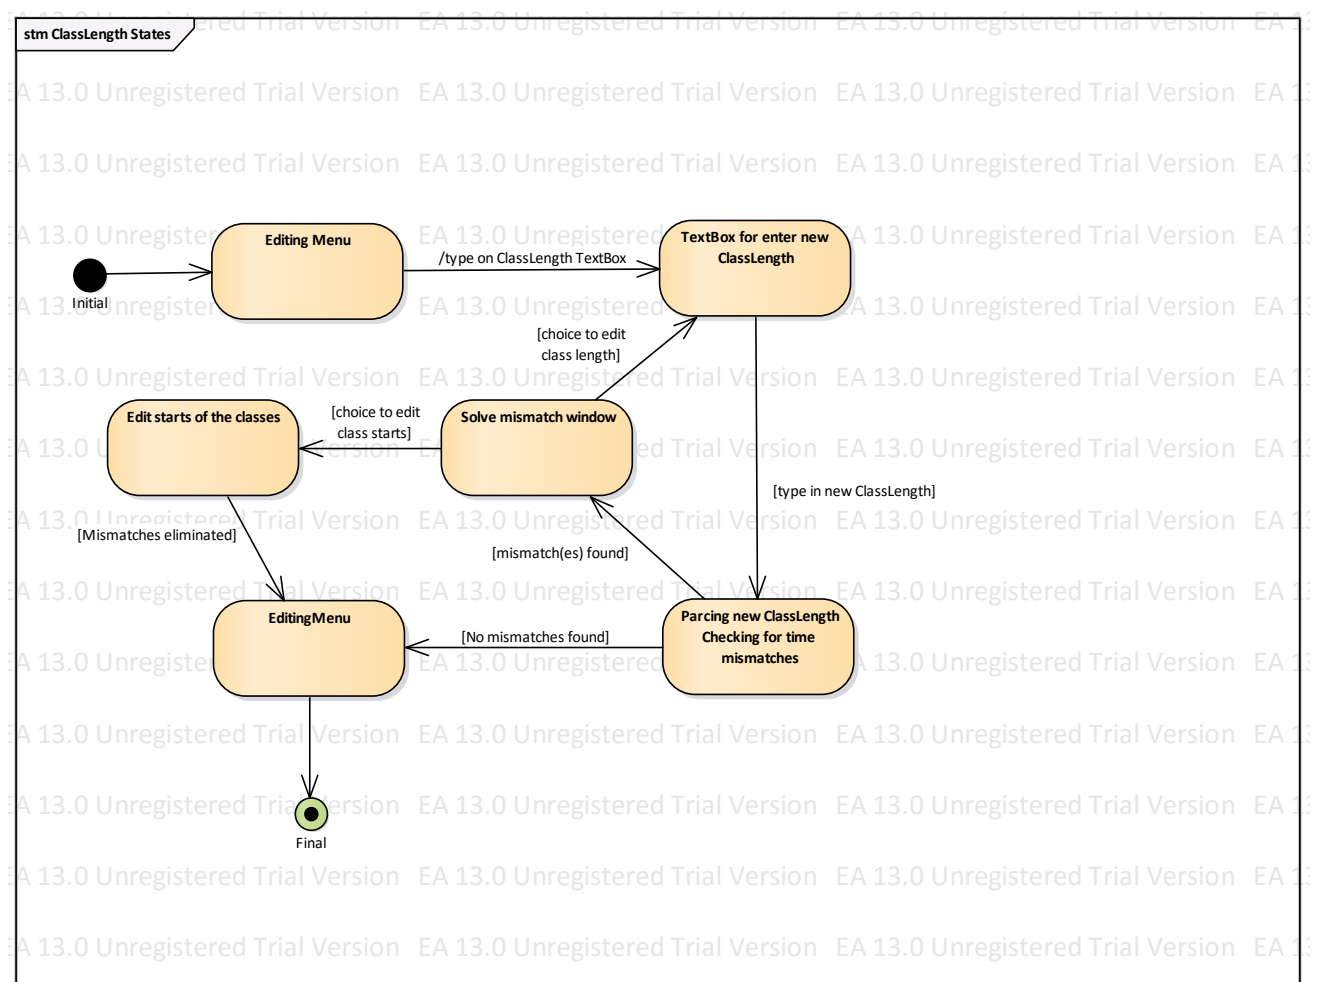 stm ClassLength States
Editing Menu
TextBox for enter new
ClassLength
/type on ClassLength TextBox
Initial
[choice to edit
class length]
Edit starts of the classes
[choice to edit
class starts]
Solve mismatch window
[type in new ClassLength]
[Mismatches eliminated]
[mismatch(es) found]
EditingMenu
[No mismatches found]
Parcing new ClassLength
Checking for time
mismatches
Final
EA 13.0 Unregistered Trial Version